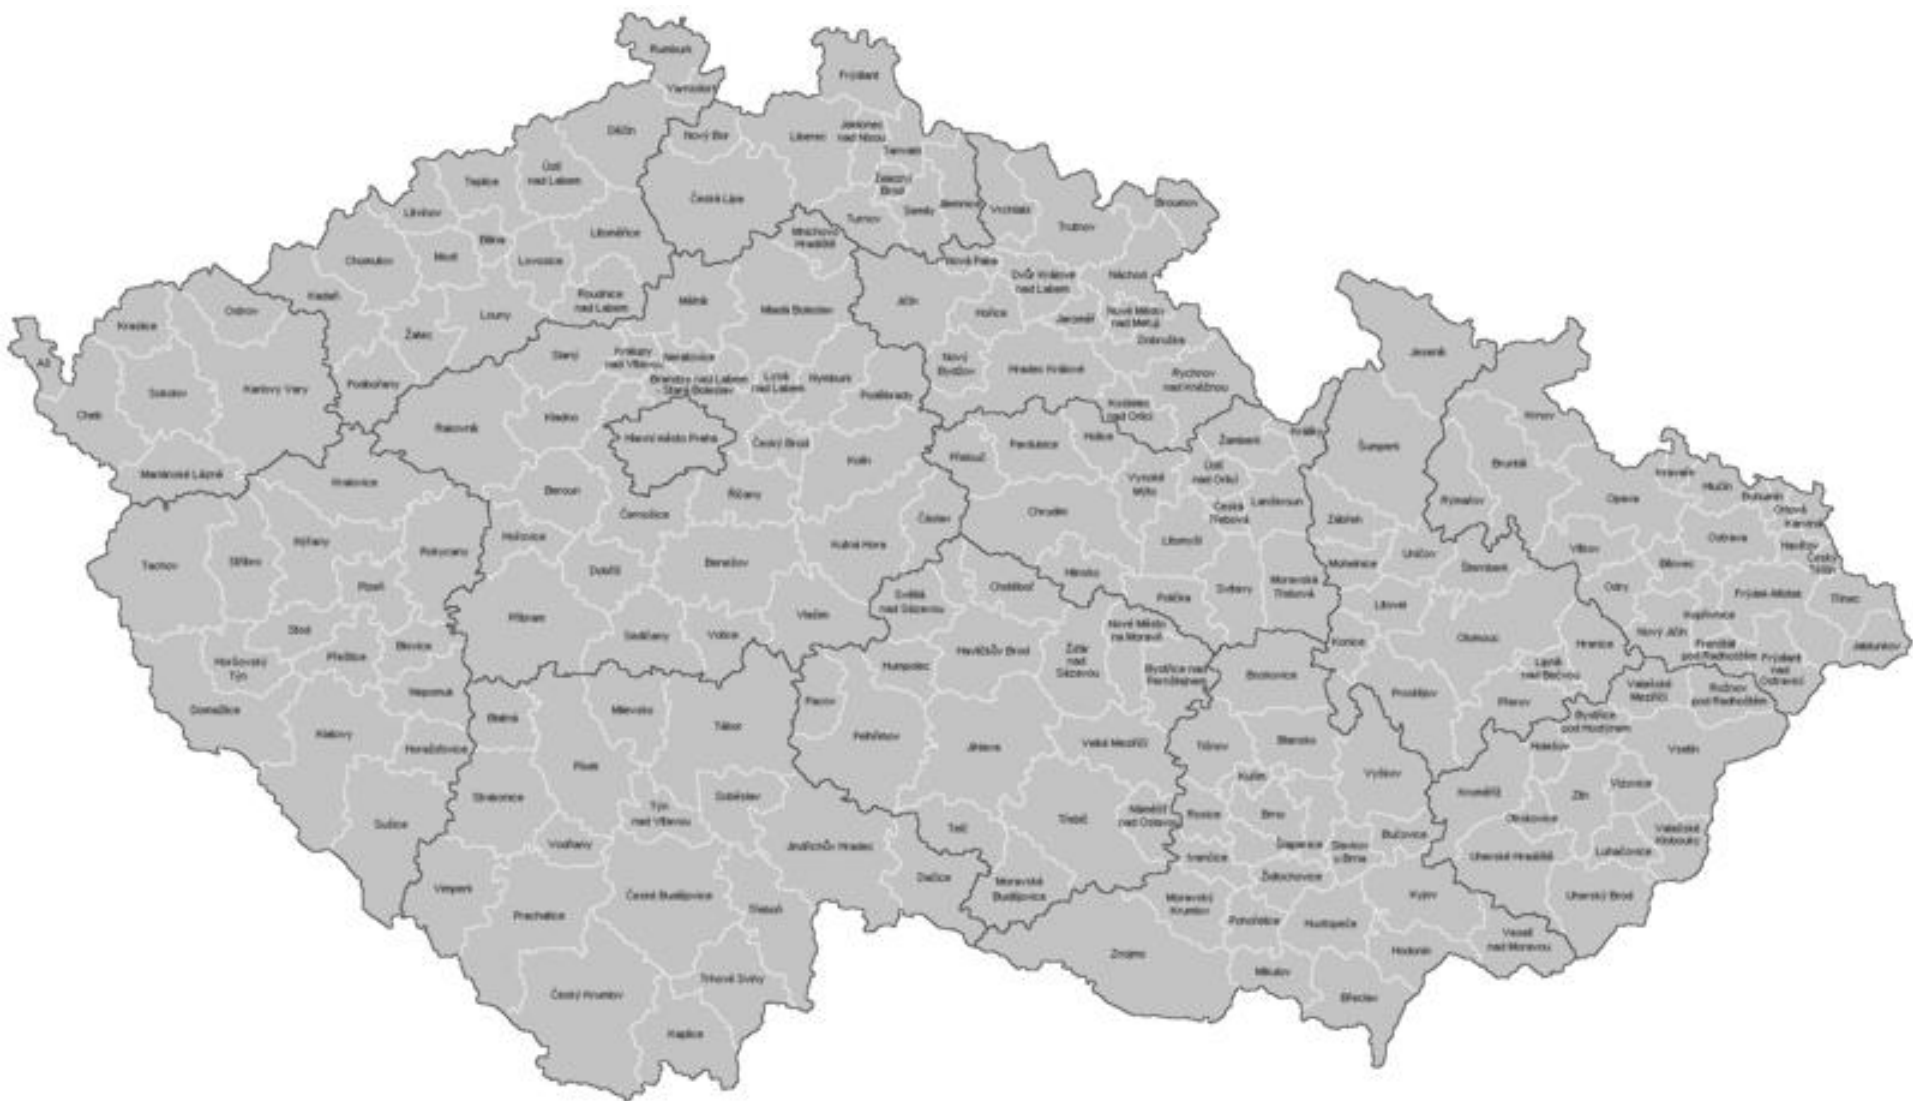 Rumburk
Varnsdorf
Frýdlant
Děčín
Nový Bor
Liberec
Jablonec
nad Nisou
Tanvald
Ústí
nad Labem
Teplice
Železný
Brod
Česká Lípa
Semily
Jilemnice
Vrchlabí
Trutnov
Broumov
Litvínov
Turnov
Mnichovo
Hradiště
Bílina
Litoměřice
Most
Lovosice
Chomutov
Nová Paka
Dvůr Králové
nad Labem
Náchod
Kadaň
Roudnice
nad Labem
Mělník
Mladá Boleslav
Jičín
Hořice
Jaroměř
Nové Město
nad Metují
Dobruška
Ostrov
Kraslice
Louny
Žatec
Aš
Slaný
Kralupy
nad Vltavou
Neratovice
Brandýs nad Labem
- Stará Boleslav
Lysá
nad Labem
Nymburk
Poděbrady
Nový
Bydžov
Hradec Králové
Rychnov
nad Kněžnou
Jeseník
Podbořany
Karlovy Vary
Sokolov
Cheb
Kladno
Rakovník
Hlavní město Praha
Český Brod
Kolín
Kostelec
nad Orlicí
Přelouč
Pardubice
Holice
Žamberk
Králíky
Šumperk
Krnov
Bruntál
Mariánské Lázně
Kralovice
Beroun
Říčany
Černošice
Vysoké
Mýto
Ústí
nad Orlicí
Česká
Třebová
Lanškroun
Rýmařov
Opava
Kravaře
Hlučín
Bohumín
Orlová
Karviná
Havířov
Český
Těšín
Ostrava
Chrudim
Čáslav
Kutná Hora
Hořovice
Rokycany
Nýřany
Tachov
Stříbro
Plzeň
Dobříš
Benešov
Litomyšl
Zábřeh
Mohelnice
Uničov
Šternberk
Vítkov
Bílovec
Odry
Hlinsko
Chotěboř
Světlá
nad Sázavou
Polička
Svitavy
Moravská
Třebová
Litovel
Frýdek-Místek
Třinec
Jablunkov
Kopřivnice
Nový Jičín
Frenštát
pod Radhoštěm
Frýdlant
nad
Ostravicí
Příbram
Sedlčany
Votice
Vlašim
Stod
Blovice
Přeštice
Horšovský
Týn
Nepomuk
Domažlice
Humpolec
Havlíčkův Brod
Žďár
nad
Sázavou
Nové Město
na Moravě
Bystřice nad
Pernštejnem
Konice
Olomouc
Hranice
Lipník
nad Bečvou
Boskovice
Prostějov
Přerov
Valašské
Meziříčí
Rožnov
pod Radhoštěm
Bystřice
pod Hostýnem
Blatná
Milevsko
Tábor
Pacov
Pelhřimov
Jihlava
Velké Meziříčí
Tišnov
Blansko
Vyškov
Holešov
Vsetín
Klatovy
Horažďovice
Písek
Strakonice
Sušice
Týn
nad Vltavou
Soběslav
Vodňany
Jindřichův Hradec
Telč
Třebíč
Náměšť
nad Oslavou
Kuřim
Rosice
Brno
Kroměříž
Zlín
Vizovice
Otrokovice
Valašské
Klobouky
Šlapanice
Slavkov
u Brna
Bučovice
Ivančice
Židlochovice
Uherské Hradiště
Luhačovice
Vimperk
Prachatice
České Budějovice
Třeboň
Dačice
Moravské
Budějovice
Moravský
Krumlov
Pohořelice
Hustopeče
Kyjov
Uherský Brod
Veselí
nad Moravou
Hodonín
Znojmo
Mikulov
Břeclav
Trhové Sviny
Český Krumlov
Kaplice